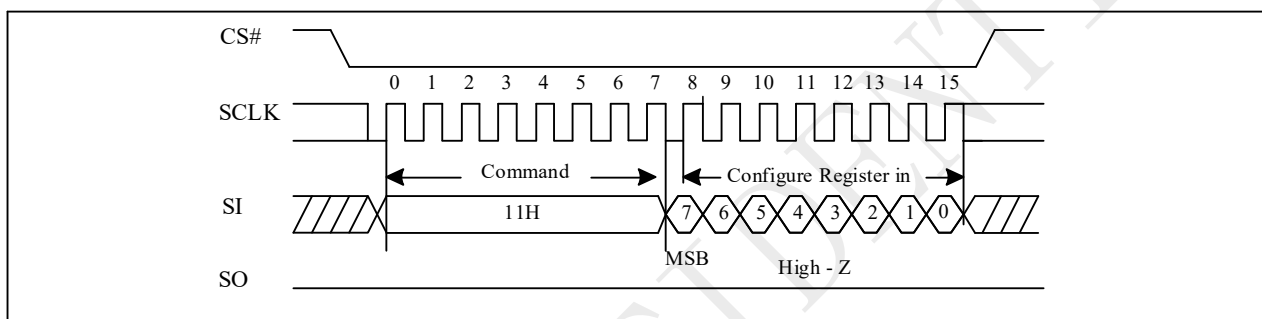 CS#
0 1 2 3 4 5 6 7 8 9 10 11 12 13 14 15
SCLK
Command Configure Register in
SI 11H 7 6 5 4 3 2 1 0
MSB High - Z
SO